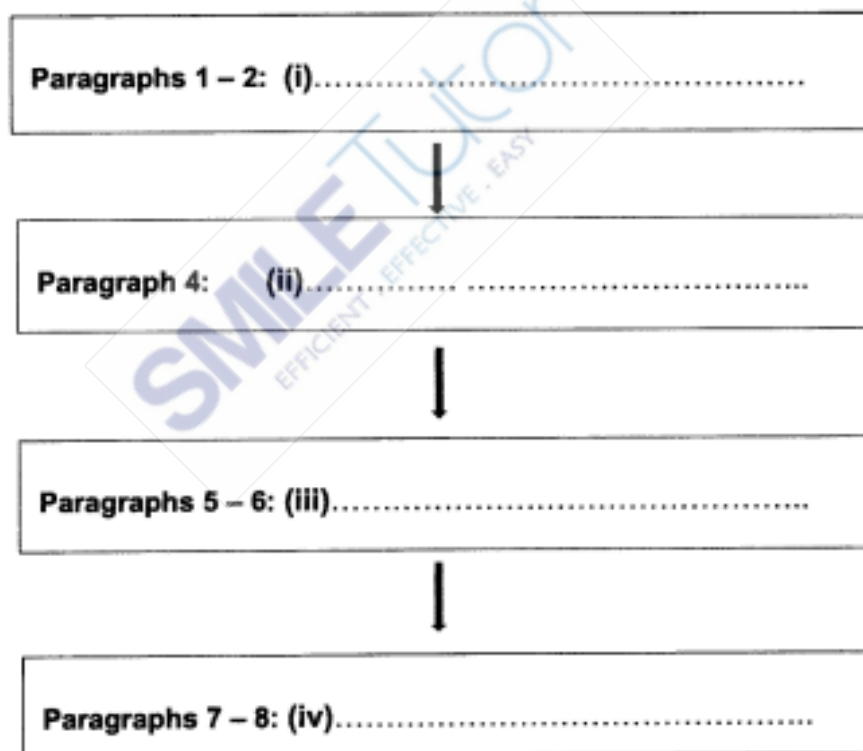 Paragraphs 1 – 2: (i)..........................................................
Paragraph 4: (ii)................. ......................................
Paragraphs 5 – 6: (iii)........................................................
Paragraphs 7 – 8: (iv)........................................................
SMILE Tutor
EFFICIENT . EFFECTIVE . EASY